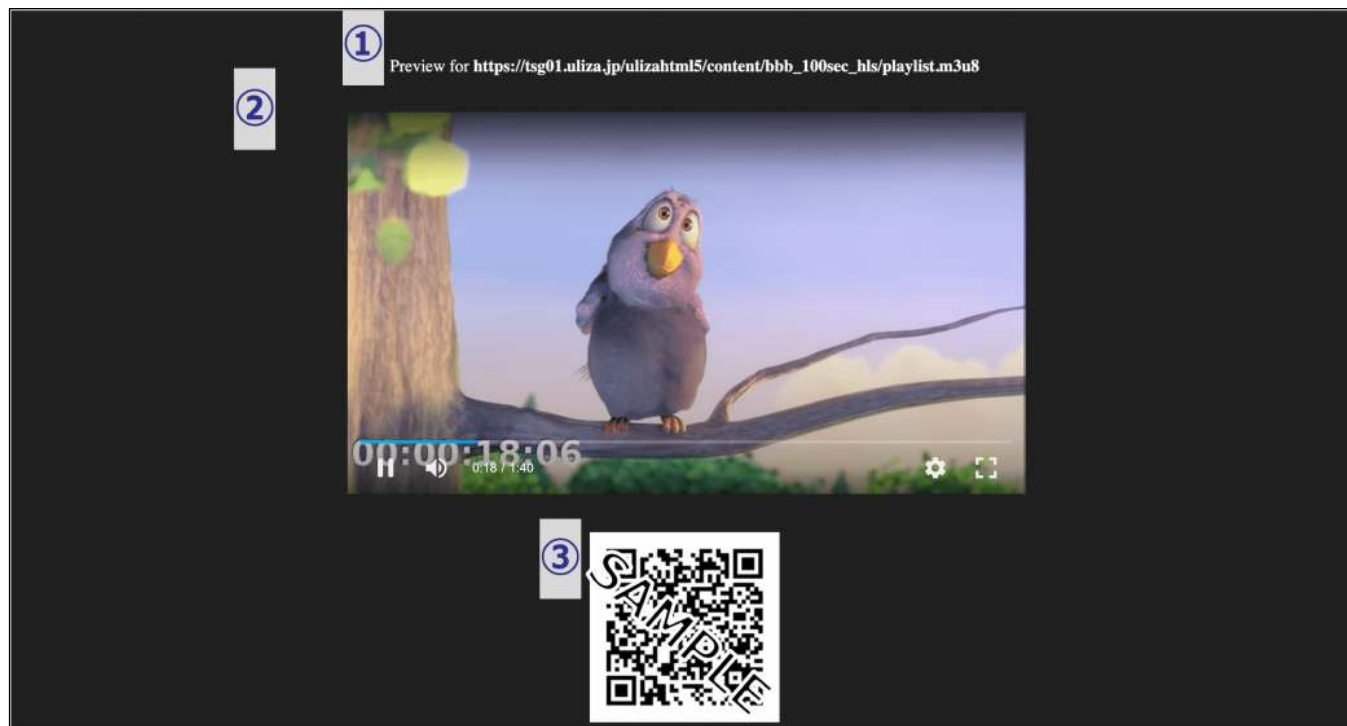 ①
Preview for https://tsg01.uliza.jp/ulizahtml5/content/bbb_100sec_hls/playlist.m3u8
②
00:00:18:06
0:18 / 1:40
③
SAMPLE